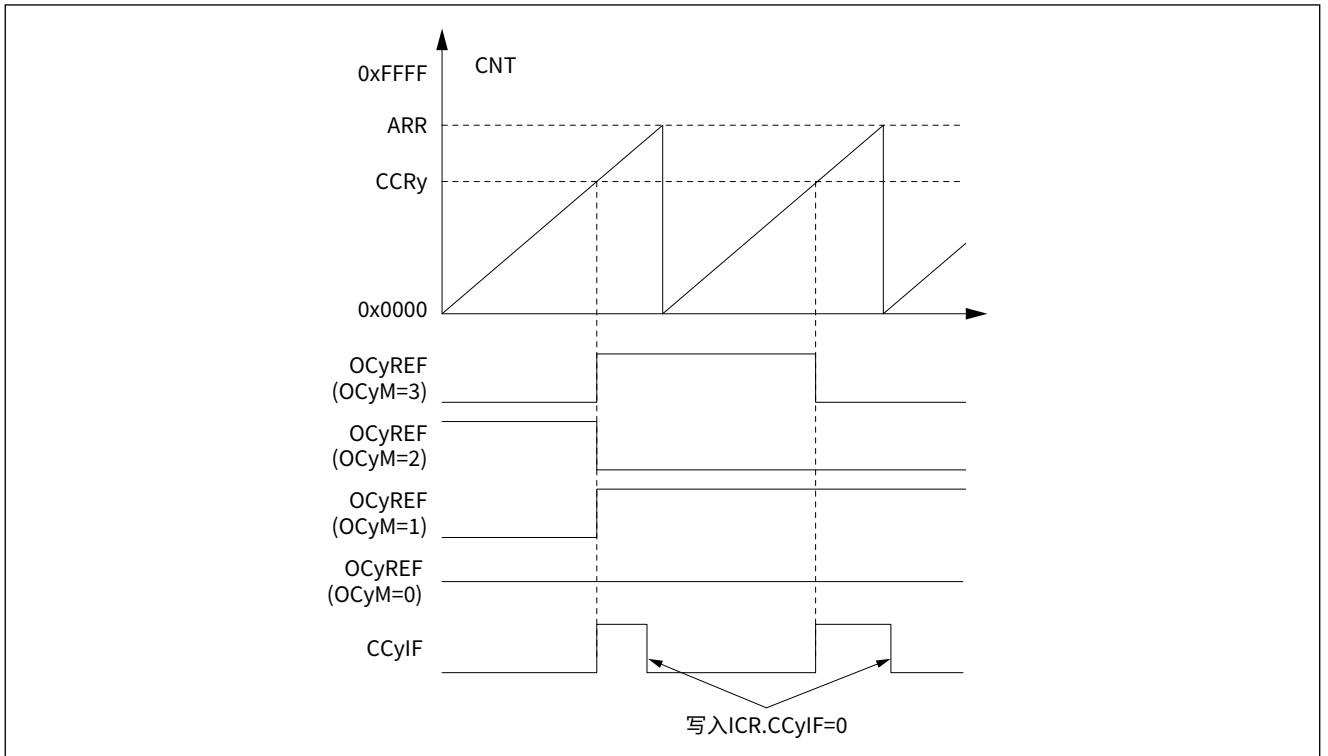 CNT
0xFFFF
ARR
CCRy
0x0000
OCyREF
(OCyM=3)
OCyREF
(OCyM=2)
OCyREF
(OCyM=1)
OCyREF
(OCyM=0)
CCyIF
写入ICR.CCyIF=0